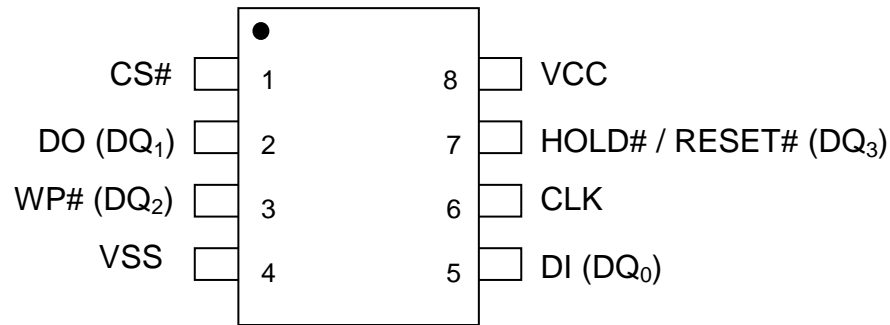 CS# 1 8 VCC
DO (DQ₁) 2 7 HOLD# / RESET# (DQ₃)
WP# (DQ₂) 3 6 CLK
VSS 4 5 DI (DQ₀)